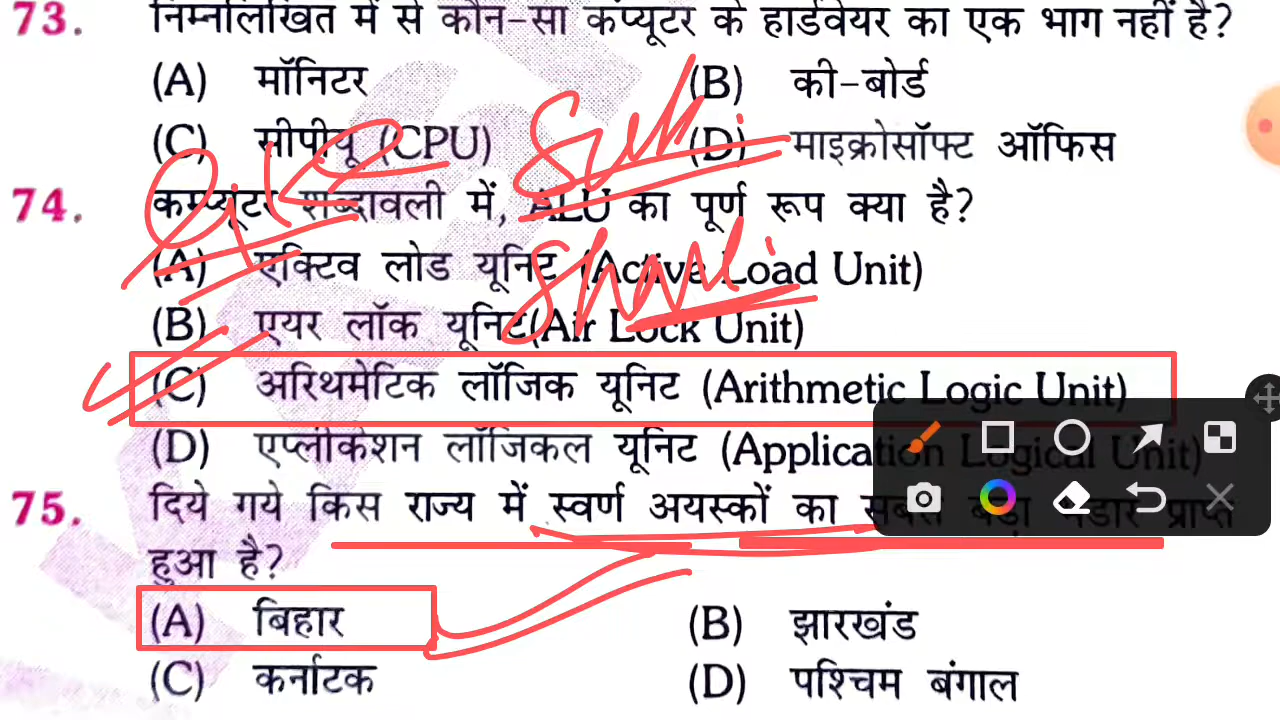 73. निम्नलिखित में से कौन-सा कंप्यूटर के हार्डवेयर का एक भाग नहीं है?
(A) मॉनिटर (B) की-बोर्ड
(C) सीपीयू (CPU) (D) माइक्रोसॉफ्ट ऑफिस
74. कम्प्यूटर शब्दावली में, ALU का पूर्ण रूप क्या है?
(A) एक्टिव लोड यूनिट (Active Load Unit)
(B) एयर लॉक यूनिट(Air Lock Unit)
(C) अरिथमेटिक लॉजिक यूनिट (Arithmetic Logic Unit)
(D) एप्लीकेशन लॉजिकल यूनिट (Application Logical Unit)
75. दिये गये किस राज्य में स्वर्ण अयस्कों का सबसे बड़ा भंडार प्राप्त
हुआ है?
(A) बिहार (B) झारखंड
(C) कर्नाटक (D) पश्चिम बंगाल